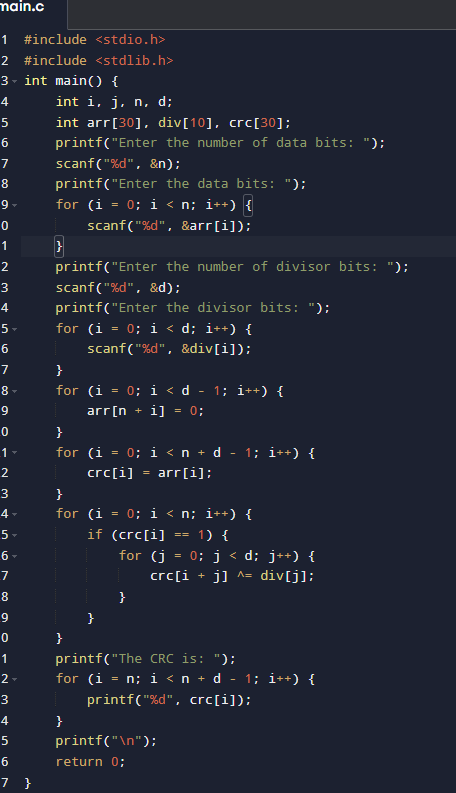 main.c
1 #include <stdio.h>
2 #include <stdlib.h>
3 int main() {
4     int i, j, n, d;
5     int arr[30], div[10], crc[30];
6     printf("Enter the number of data bits: ");
7     scanf("%d", &n);
8     printf("Enter the data bits: ");
9     for (i = 0; i < n; i++) {
0         scanf("%d", &arr[i]);
1     }
2     printf("Enter the number of divisor bits: ");
3     scanf("%d", &d);
4     printf("Enter the divisor bits: ");
5     for (i = 0; i < d; i++) {
6         scanf("%d", &div[i]);
7     }
8     for (i = 0; i < d - 1; i++) {
9         arr[n + i] = 0;
0     }
1     for (i = 0; i < n + d - 1; i++) {
2         crc[i] = arr[i];
3     }
4     for (i = 0; i < n; i++) {
5         if (crc[i] == 1) {
6             for (j = 0; j < d; j++) {
7                 crc[i + j] ^= div[j];
8             }
9         }
0     }
1     printf("The CRC is: ");
2     for (i = n; i < n + d - 1; i++) {
3         printf("%d", crc[i]);
4     }
5     printf("\n");
6     return 0;
7 }